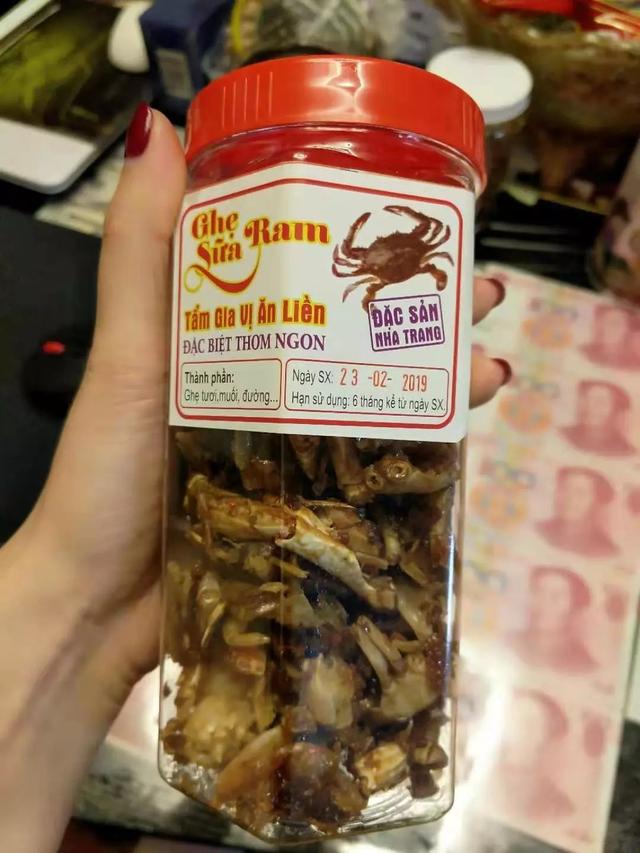 Ghẹ Sữa Ram
Tẩm Gia Vị Ăn Liền
ĐẶC BIỆT THƠM NGON
ĐẶC SẢN
NHA TRANG
Thành phần:
Ghẹ tươi,muối, đường...
Ngày SX: 23 -02- 2019
Hạn sử dụng: 6 tháng kể từ ngày SX.